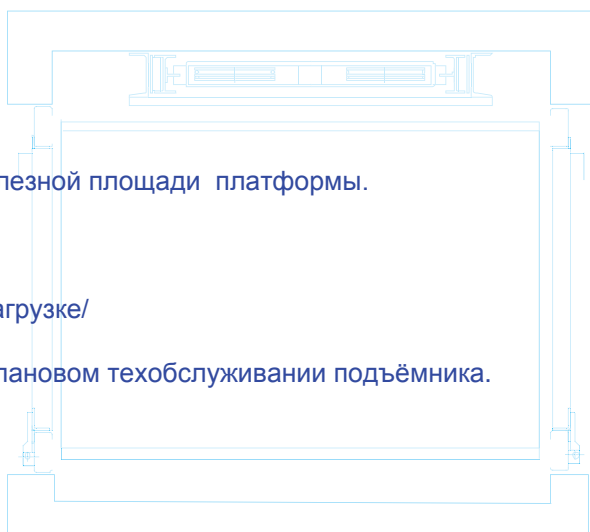 лезной площади платформы.
агрузке/
лановом техобслуживании подъёмника.